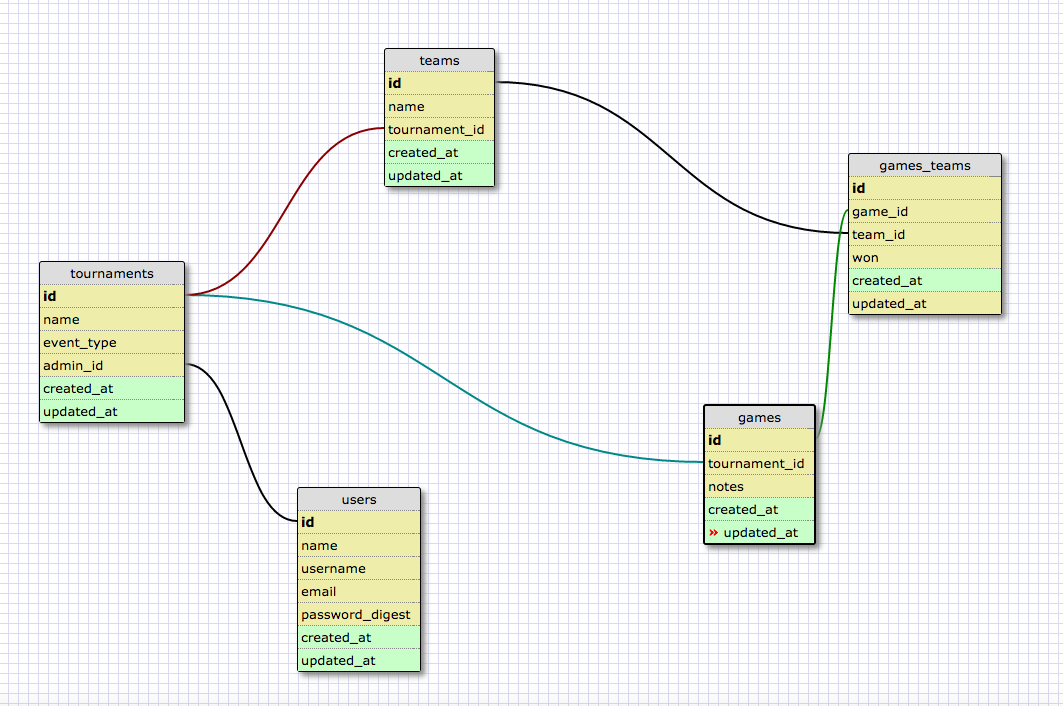 teams
id
name
tournament_id
created_at
updated_at
games_teams
id
game_id
team_id
won
created_at
updated_at
tournaments
id
name
event_type
admin_id
created_at
updated_at
games
id
tournament_id
notes
created_at
» updated_at
users
id
name
username
email
password_digest
created_at
updated_at